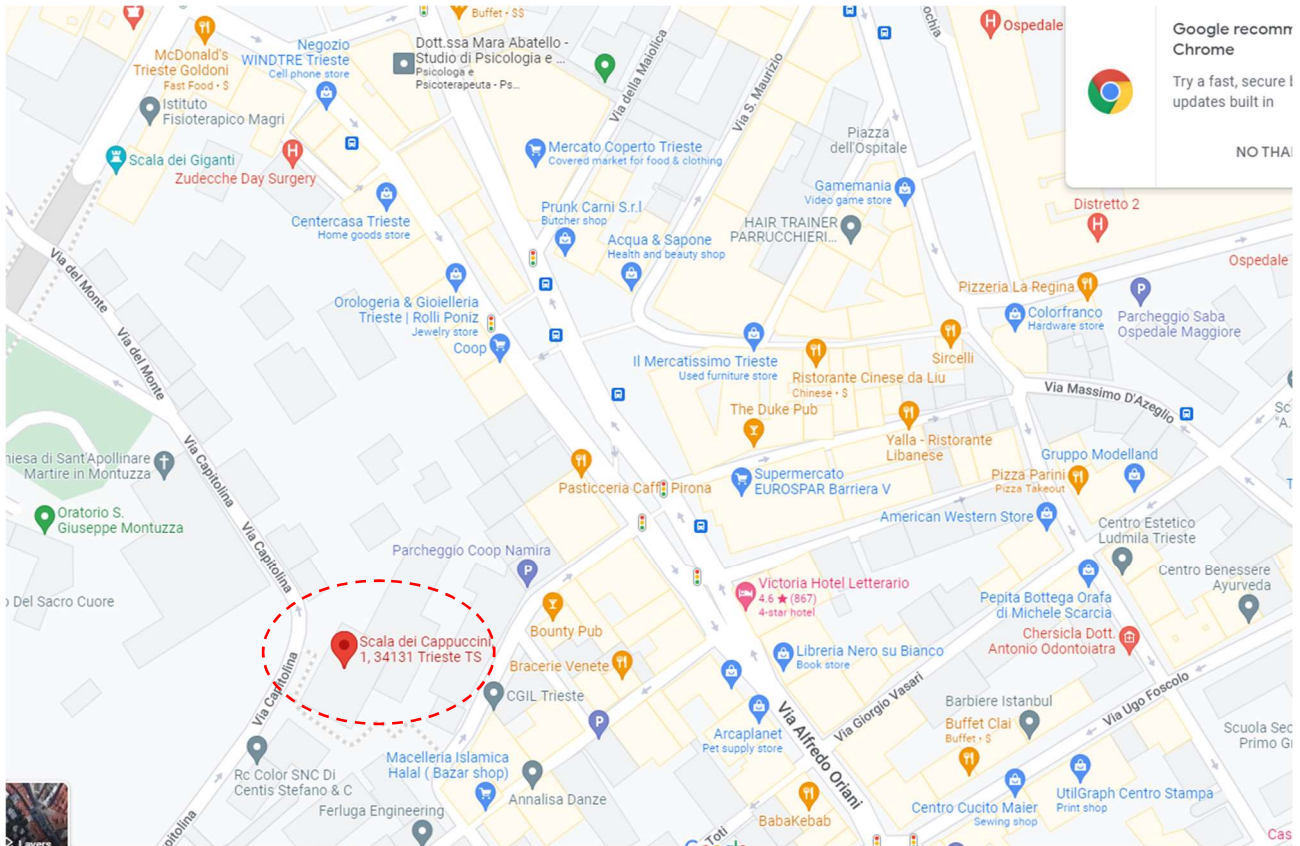 Buffet - $$
McDonald's
Trieste Goldoni
Fast Food • $
Negozio
WINDTRE Trieste
Cell phone store
Dott.ssa Mara Abatello -
Studio di Psicologia e ...
Psicologa e
Psicoterapeuta - Ps...
Istituto
Fisioterapico Magri
Scala dei Giganti
Zudecche Day Surgery
Via della Maiolica
Via S. Maurizio
Mercato Coperto Trieste
Covered market for food & clothing
Piazza
dell'Ospitale
Ospedale
Google recomm
Chrome
Try a fast, secure b
updates built in
NO THA
Centercasa Trieste
Home goods store
Prunk Carni S.r.l
Butcher shop
Acqua & Sapone
Health and beauty shop
Gamemania
Video game store
HAIR TRAINER
PARRUCCHIERI...
Distretto 2
Ospedale
Via del Monte
Via del Monte
Orologeria & Gioielleria
Trieste | Rolli Poniz
Jewelry store
Coop
Pizzeria La Regina
Colorfranco
Hardware store
P
Parcheggio Saba
Ospedale Maggiore
Il Mercatissimo Trieste
Used furniture store
Ristorante Cinese da Liu
Chinese • $
Sircelli
Via Massimo D'Azeglio
The Duke Pub
Yalla - Ristorante
Libanese
Sc
"A.
hiesa di Sant'Apollinare
Martire in Montuzza
Via Capitolina
Pasticceria Caff Pirona
Supermercato
EUROSPAR Barriera V
Pizza Parini
Pizza Takeout
Gruppo Modelland
Oratorio S.
Giuseppe Montuzza
Via Capitolina
American Western Store
Centro Estetico
Ludmila Trieste
Parcheggio Coop Namira
P
Victoria Hotel Letterario
4.6 ★ (867)
4-star hotel
Centro Benessere
Ayurveda
o Del Sacro Cuore
Bounty Pub
Pepita Bottega Orafa
di Michele Scarcia
Scala dei Cappuccini
1, 34131 Trieste TS
Bracerie Venete
Libreria Nero su Bianco
Book store
Chersicla Dott.
Antonio Odontoiatra
Via Capitolina
CGIL Trieste
P
Via Giorgio Vasari
Via Ugo Foscolo
Via Alfredo Oriani
Arcaplanet
Pet supply store
Barbiere Istanbul
Buffet Clai
Buffet • $
Scuola Sec
Primo G
Rc Color SNC Di
Centis Stefano & C
Macelleria Islamica
Halal ( Bazar shop)
Annalisa Danze
Ferluga Engineering
BabaKebab
Centro Cucito Maier
Sewing shop
UtilGraph Centro Stampa
Print shop
pitolina
Toti
Cas
Layers